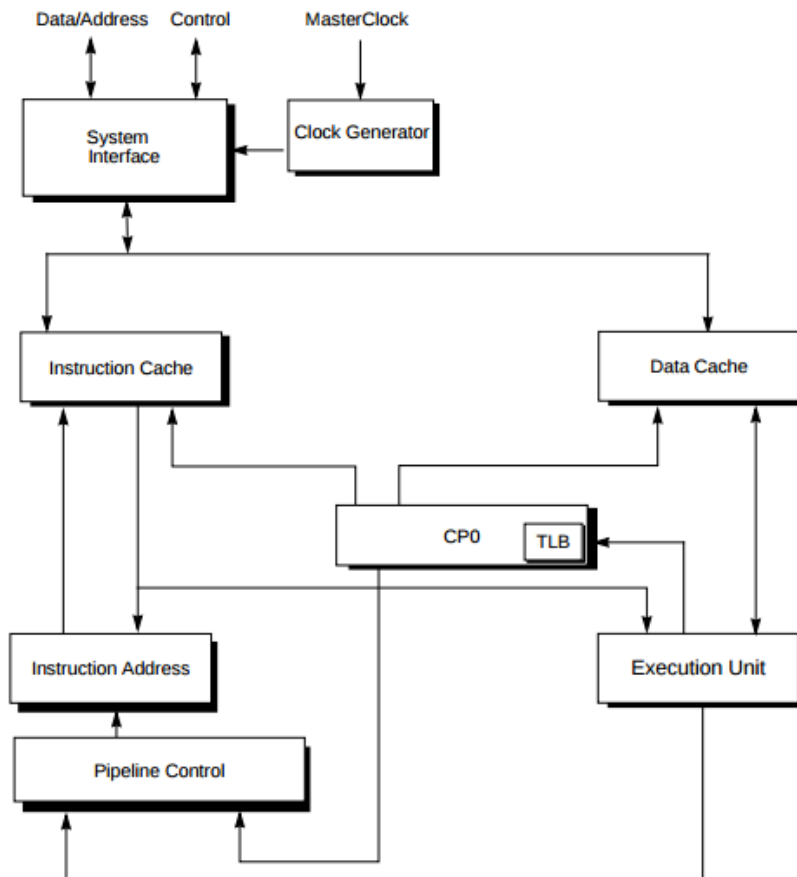 Data/Address
Control
MasterClock
System
Interface
Clock Generator
Instruction Cache
Data Cache
CP0
TLB
Instruction Address
Execution Unit
Pipeline Control